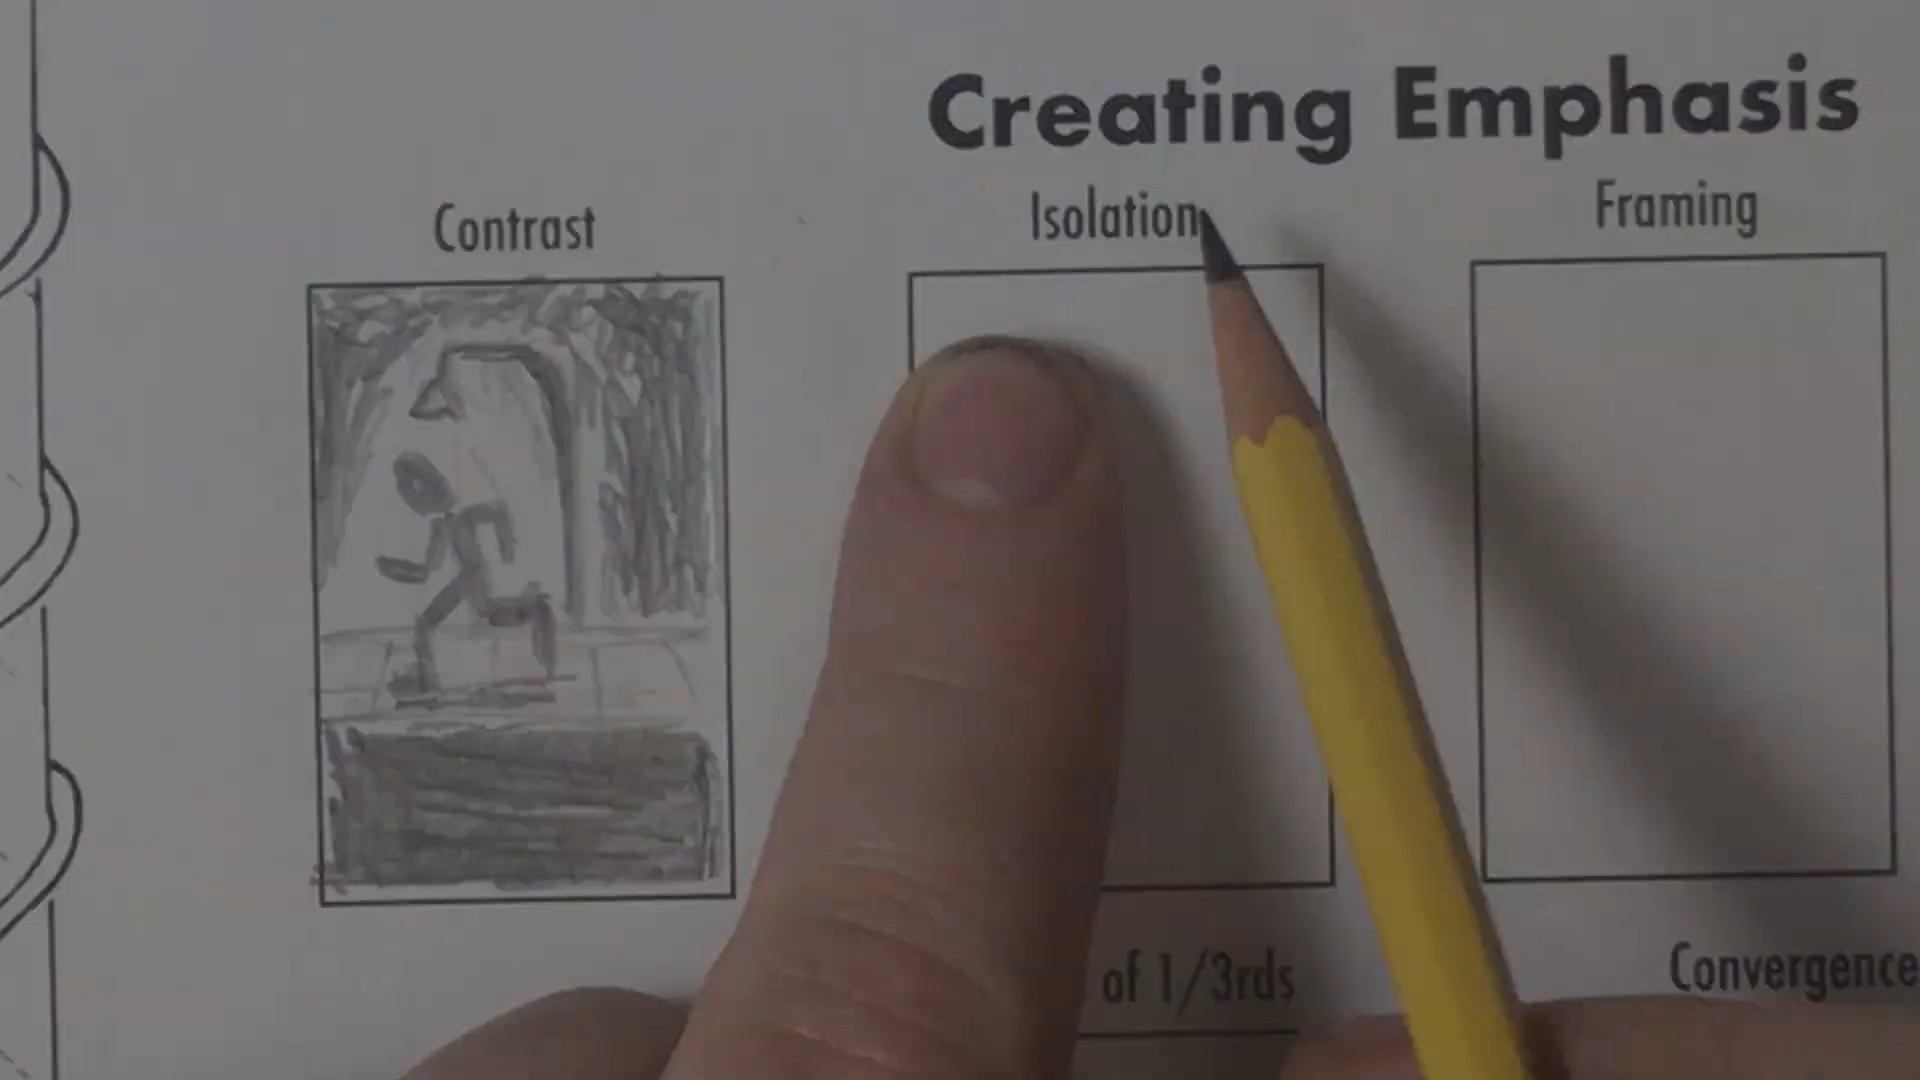 Creating Emphasis
Contrast
Isolation
Framing
of 1/3rds
Convergence